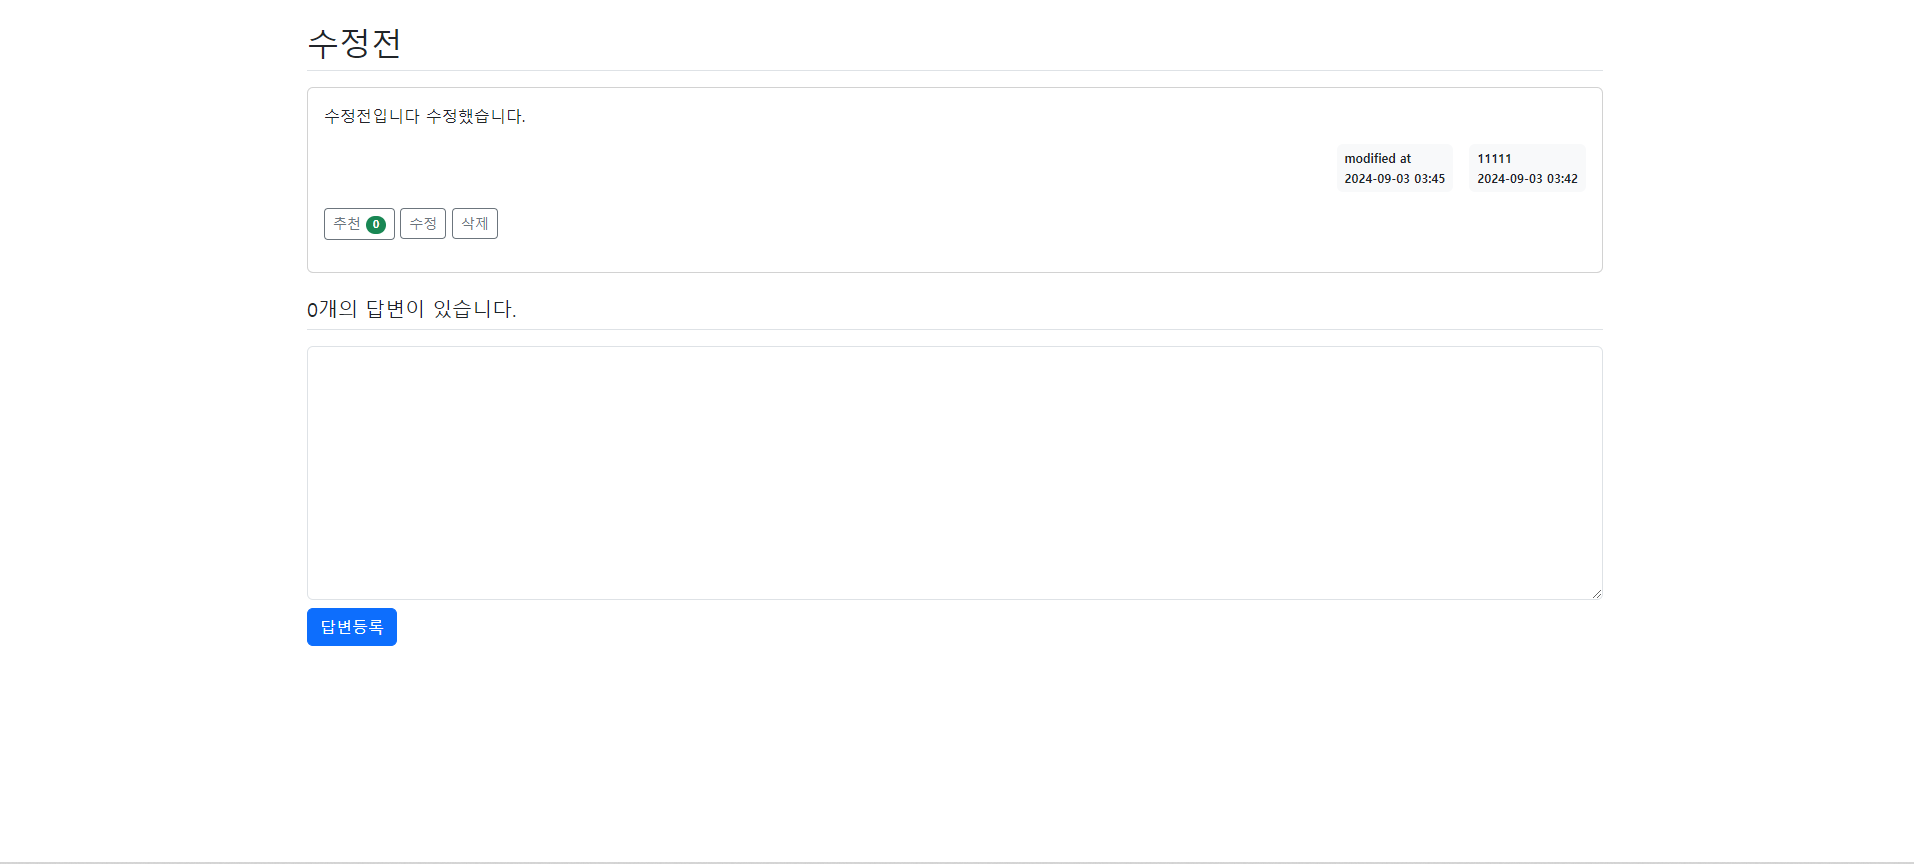 수정전
수정전입니다 수정했습니다.
modified at
2024-09-03 03:45
11111
2024-09-03 03:42
추천 0
수정
삭제
0개의 답변이 있습니다.
답변등록